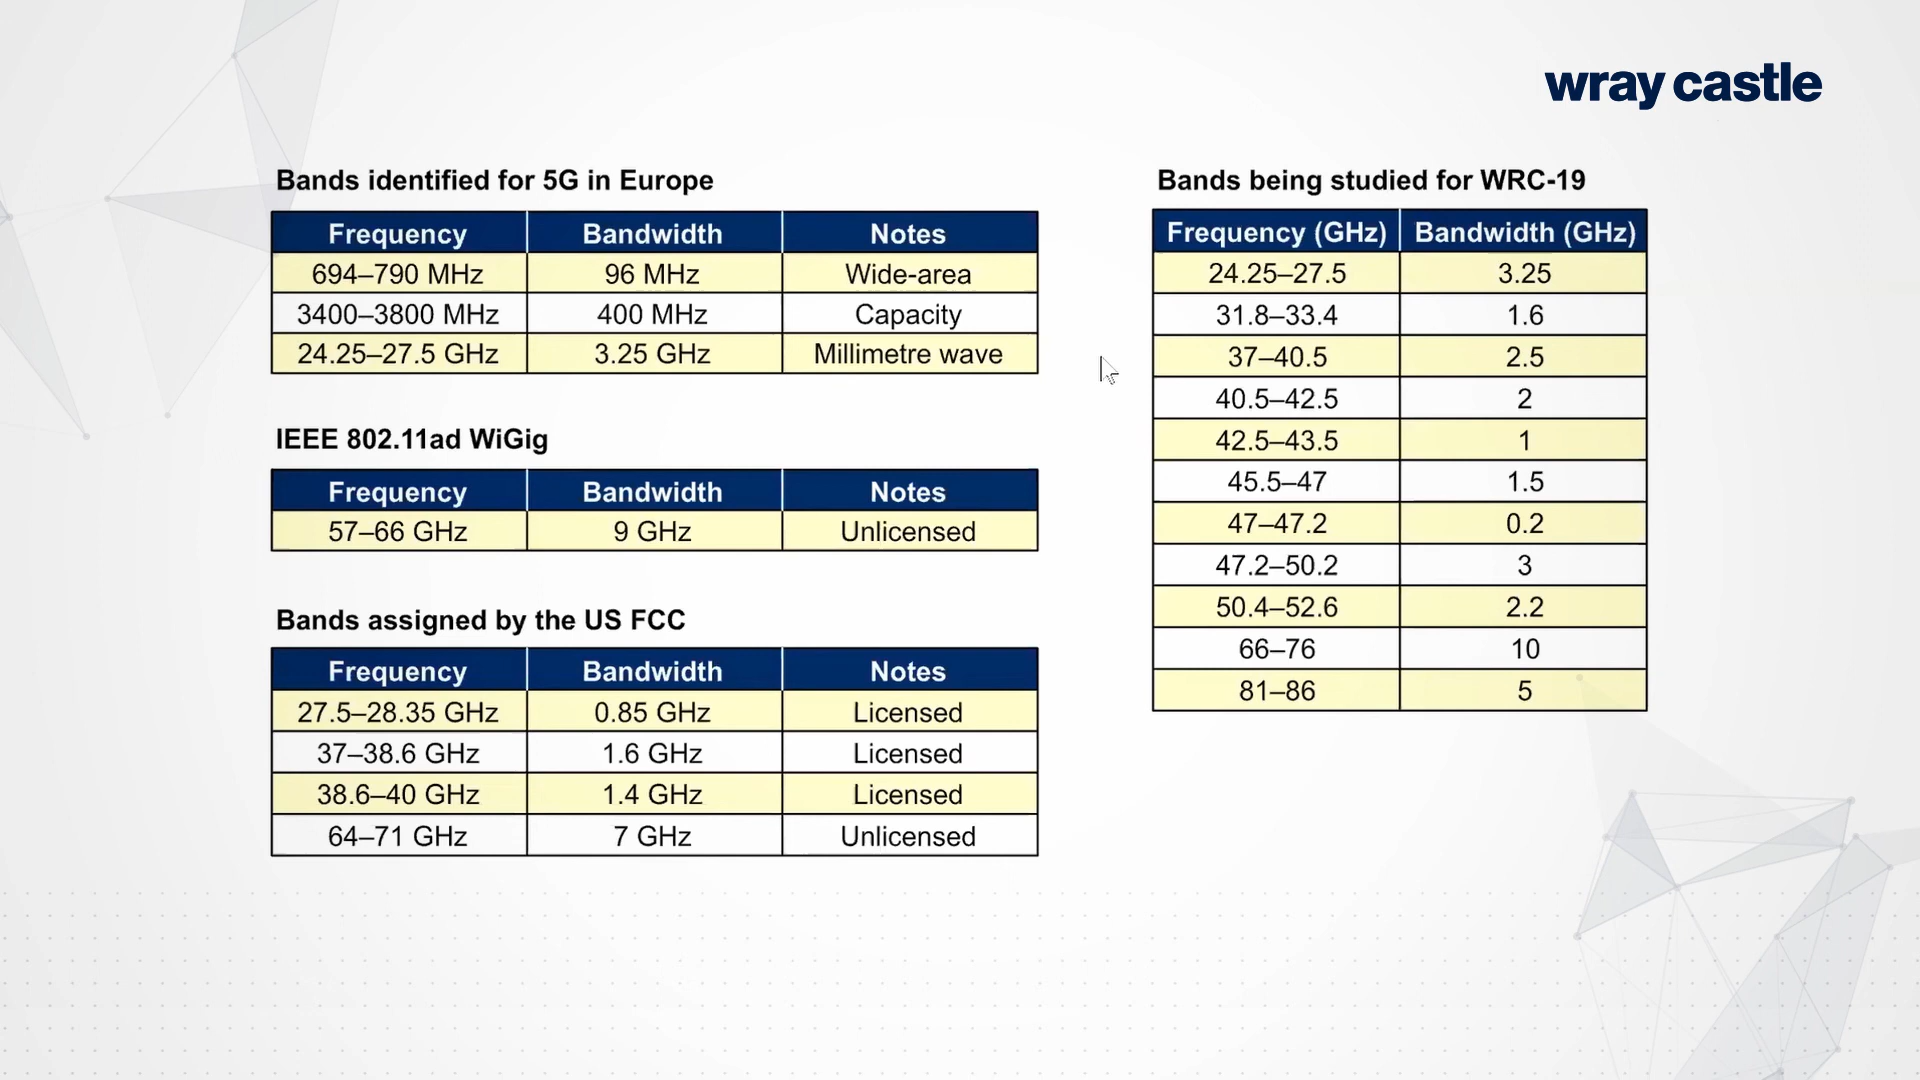 wray castle
Bands identified for 5G in Europe
Frequency Bandwidth Notes
694–790 MHz 96 MHz Wide-area
3400–3800 MHz 400 MHz Capacity
24.25–27.5 GHz 3.25 GHz Millimetre wave
IEEE 802.11ad WiGig
Frequency Bandwidth Notes
57–66 GHz 9 GHz Unlicensed
Bands assigned by the US FCC
Frequency Bandwidth Notes
27.5–28.35 GHz 0.85 GHz Licensed
37–38.6 GHz 1.6 GHz Licensed
38.6–40 GHz 1.4 GHz Licensed
64–71 GHz 7 GHz Unlicensed
Bands being studied for WRC-19
Frequency (GHz) Bandwidth (GHz)
24.25–27.5 3.25
31.8–33.4 1.6
37–40.5 2.5
40.5–42.5 2
42.5–43.5 1
45.5–47 1.5
47–47.2 0.2
47.2–50.2 3
50.4–52.6 2.2
66–76 10
81–86 5